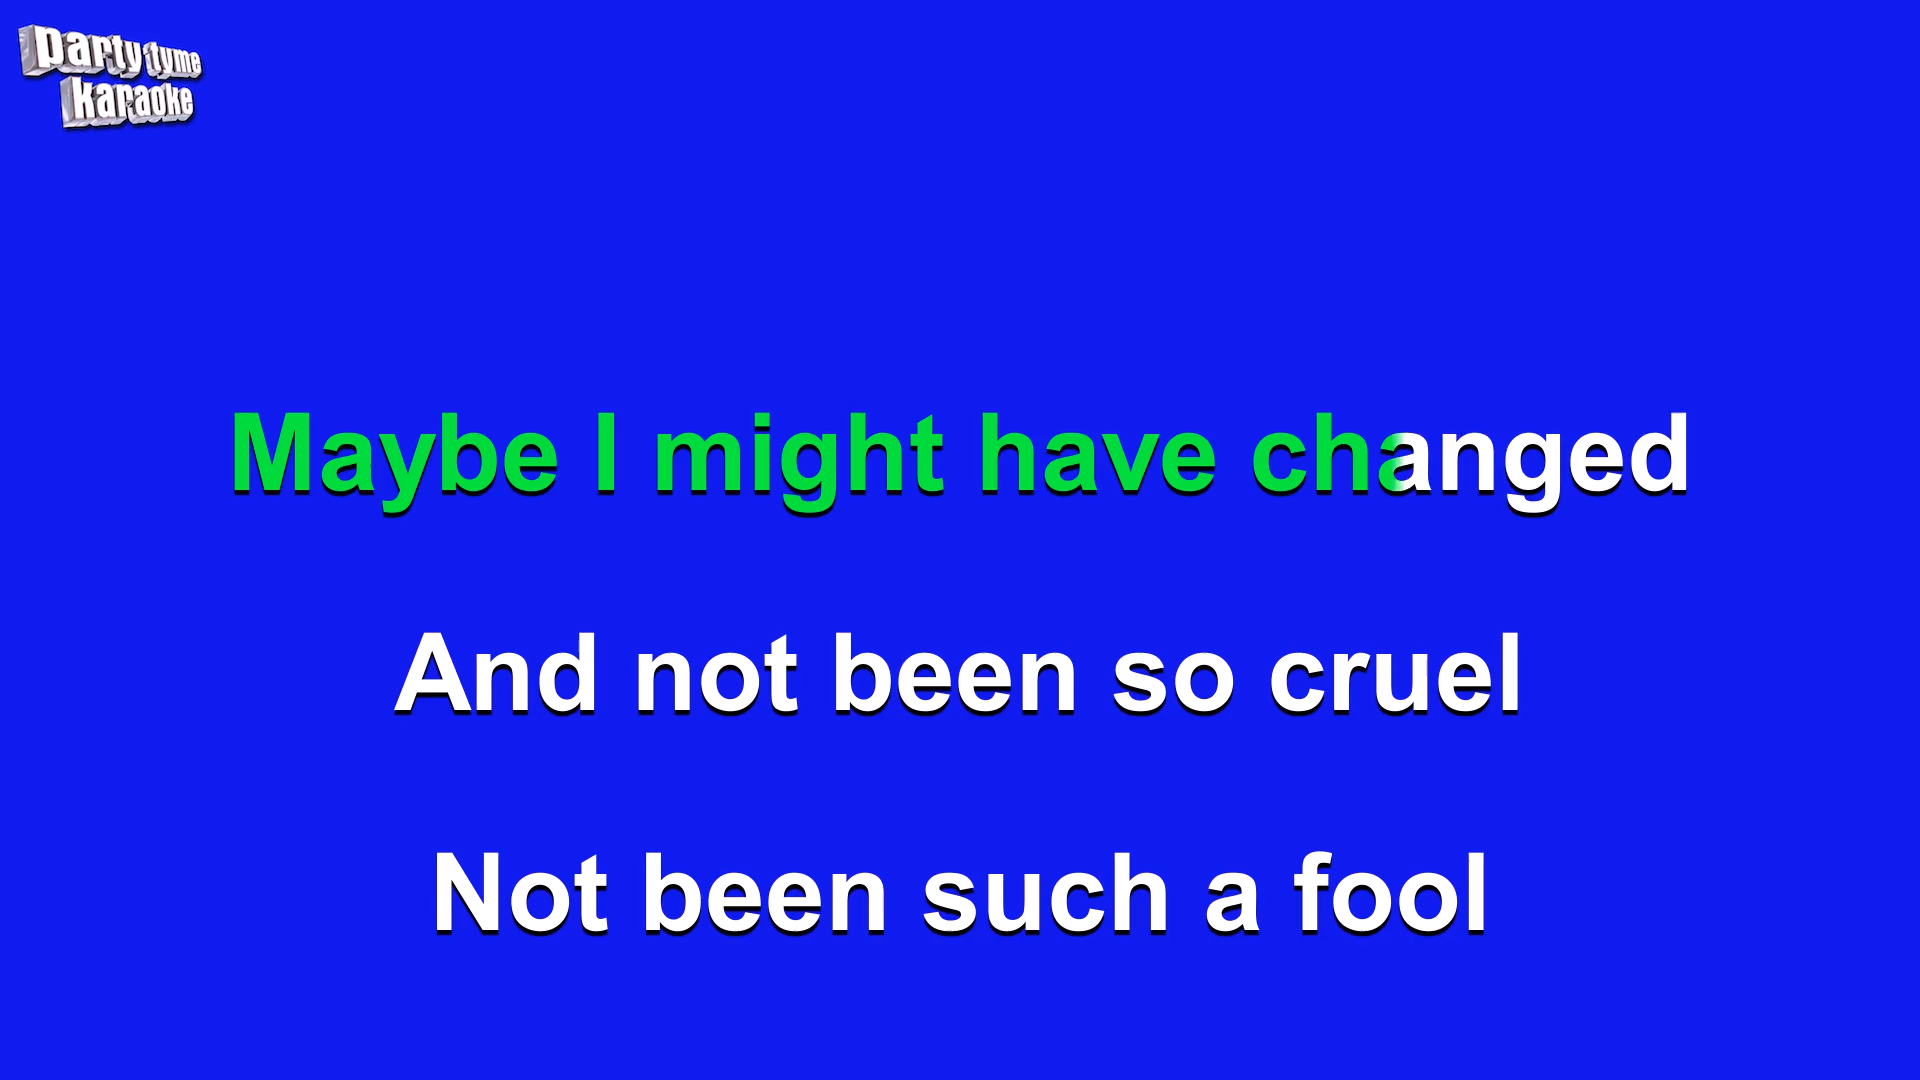 party tyme
karaoke
Maybe I might have changed
And not been so cruel
Not been such a fool